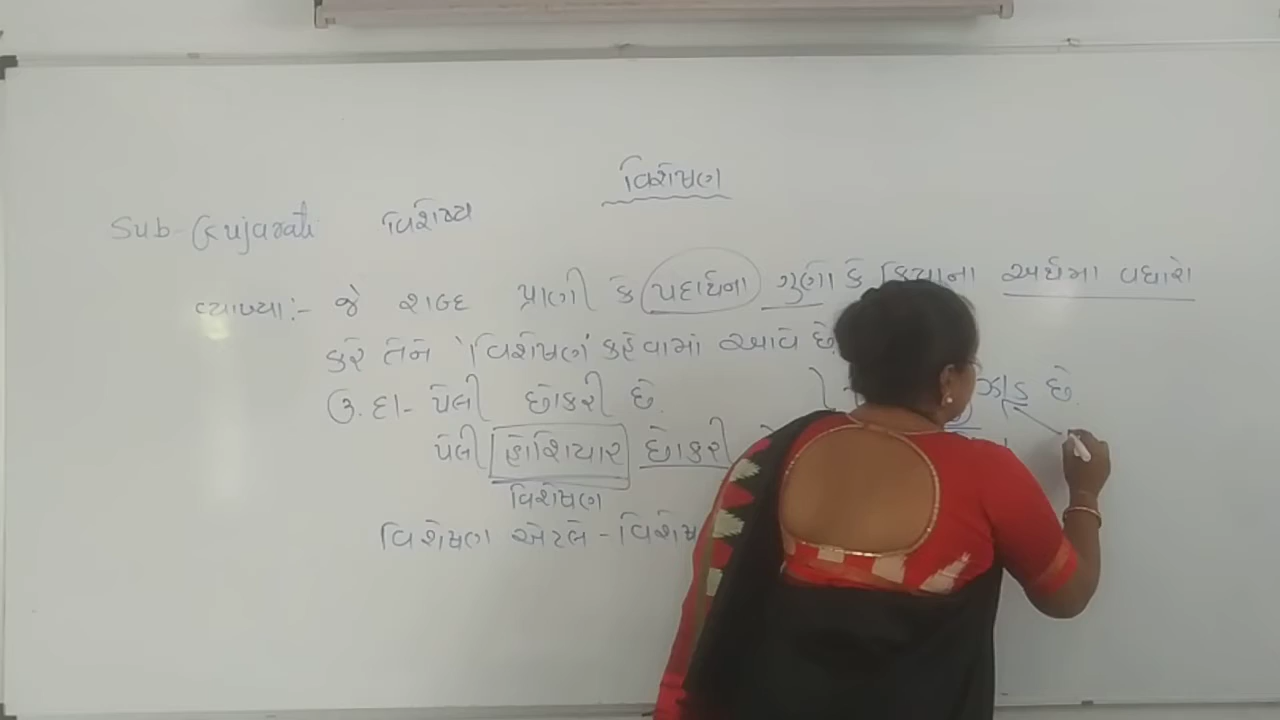 વિશેષણ
Sub-Gujarati વિશેષ્ય
વ્યાખ્યા:- જે શબ્દ પ્રાણી કે પદાર્થના ગુણ કે ક્રિયાના અર્થમાં વધારો
કરે તેને 'વિશેષણ' કહેવામાં આવે છે
ઉ.દા- પેલી છોકરી છે. ઝાડ છે.
પેલી હોશિયાર છોકરી
વિશેષણ
વિશેષણ એટલે -